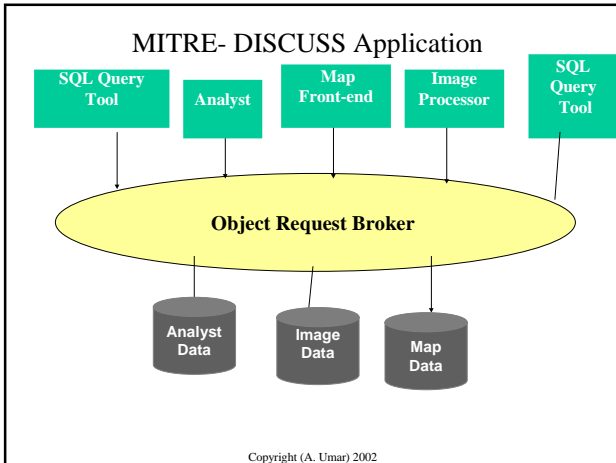 MITRE- DISCUSS Application
SQL Query
Tool
Analyst
Map
Front-end
Image
Processor
SQL
Query
Tool
Object Request Broker
Analyst
Data
Image
Data
Map
Data
Copyright (A. Umar) 2002